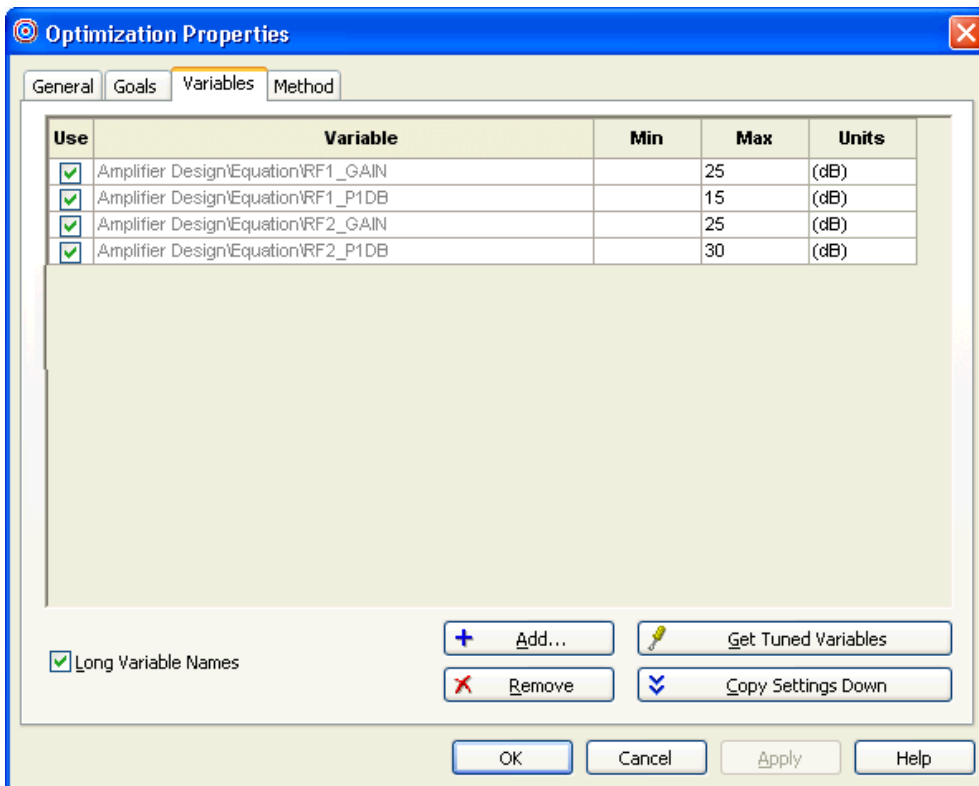 Optimization Properties
General Goals Variables Method
Use Variable Min Max Units
Amplifier Design\Equation\RF1_GAIN 25 (dB)
Amplifier Design\Equation\RF1_P1DB 15 (dB)
Amplifier Design\Equation\RF2_GAIN 25 (dB)
Amplifier Design\Equation\RF2_P1DB 30 (dB)
Add... Get Tuned Variables
Long Variable Names
Remove Copy Settings Down
OK Cancel Apply Help